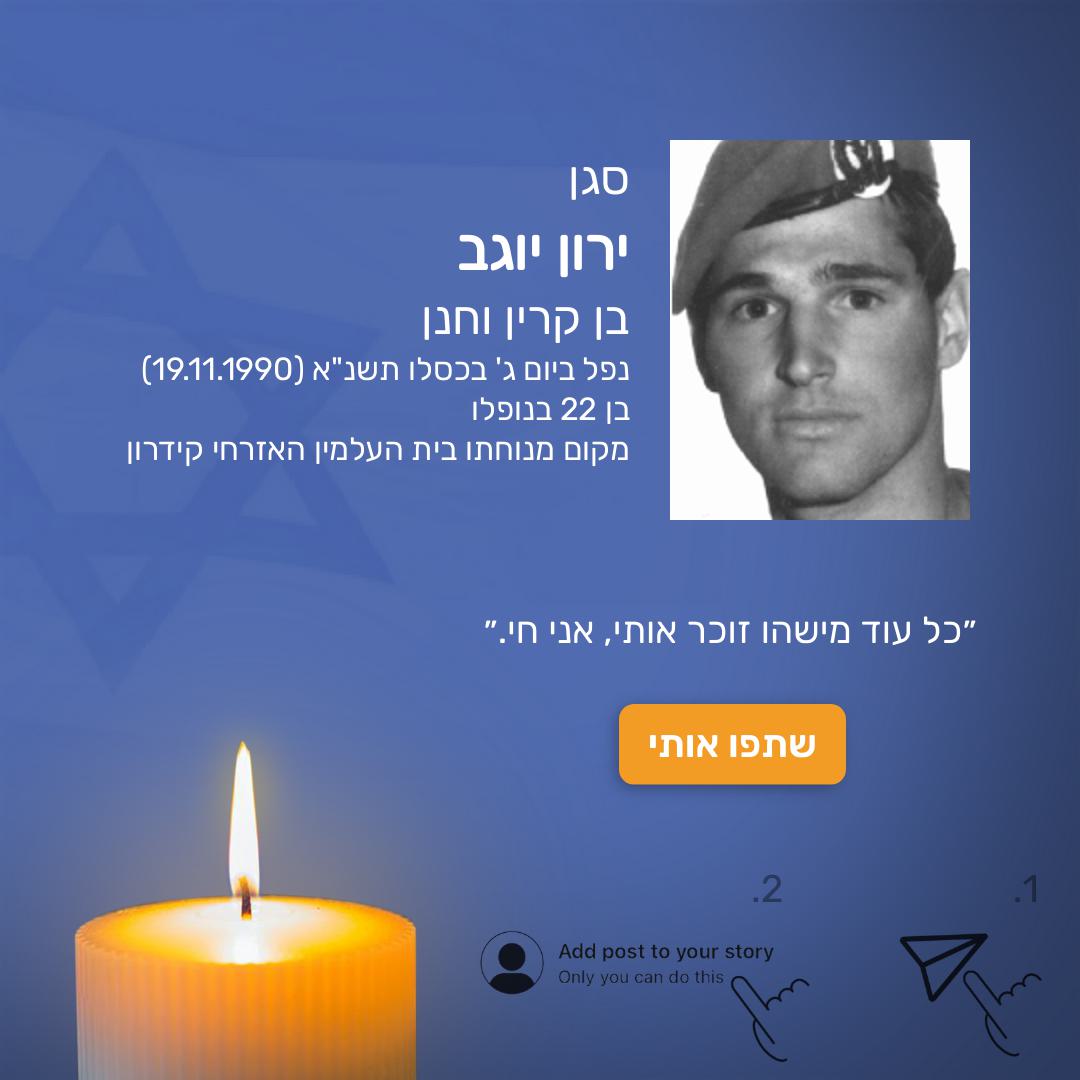 סגן
ירון יוגב
בן קרין וחנן
נפל ביום ג' בכסלו תשנ"א (19.11.1990)
בן 22 בנופלו
מקום מנוחתו בית העלמין האזרחי קידרון
״כל עוד מישהו זוכר אותי, אני חי.״
שתפו אותי
1.
2.
Add post to your story
Only you can do this